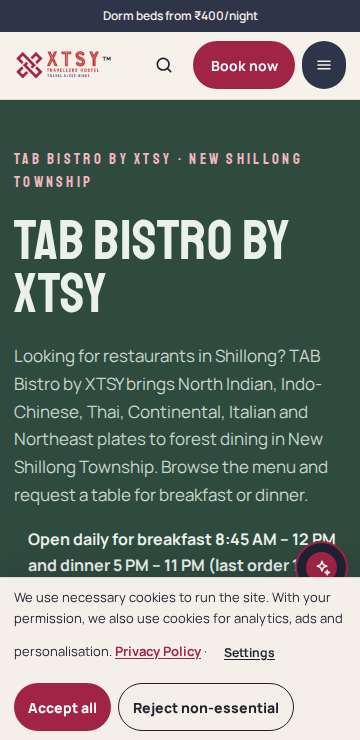 Dorm beds from ₹400/night
XTSY™
TRAVELLERS HOSTEL
TRAVEL.SLEEP.BINGE.
Book now
TAB BISTRO BY XTSY · NEW SHILLONG
TOWNSHIP
TAB BISTRO BY
XTSY
Looking for restaurants in Shillong? TAB
Bistro by XTSY brings North Indian, Indo-
Chinese, Thai, Continental, Italian and
Northeast plates to forest dining in New
Shillong Township. Browse the menu and
request a table for breakfast or dinner.
Open daily for breakfast 8:45 AM – 12 PM
and dinner 5 PM – 11 PM (last order
We use necessary cookies to run the site. With your
permission, we also use cookies for analytics, ads and
personalisation. Privacy Policy · Settings
Accept all
Reject non-essential